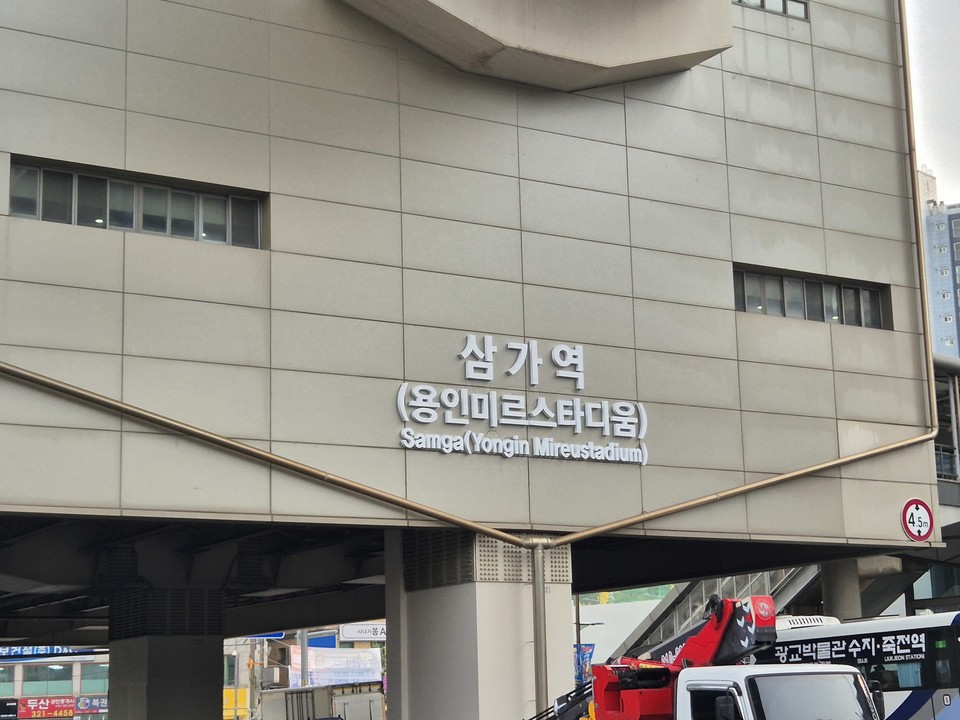 삼가역
(용인미르스타디움)
Samga(Yongin Mireustadium)
4.5m
광교박물관 수지·죽전역
두산
321-4458